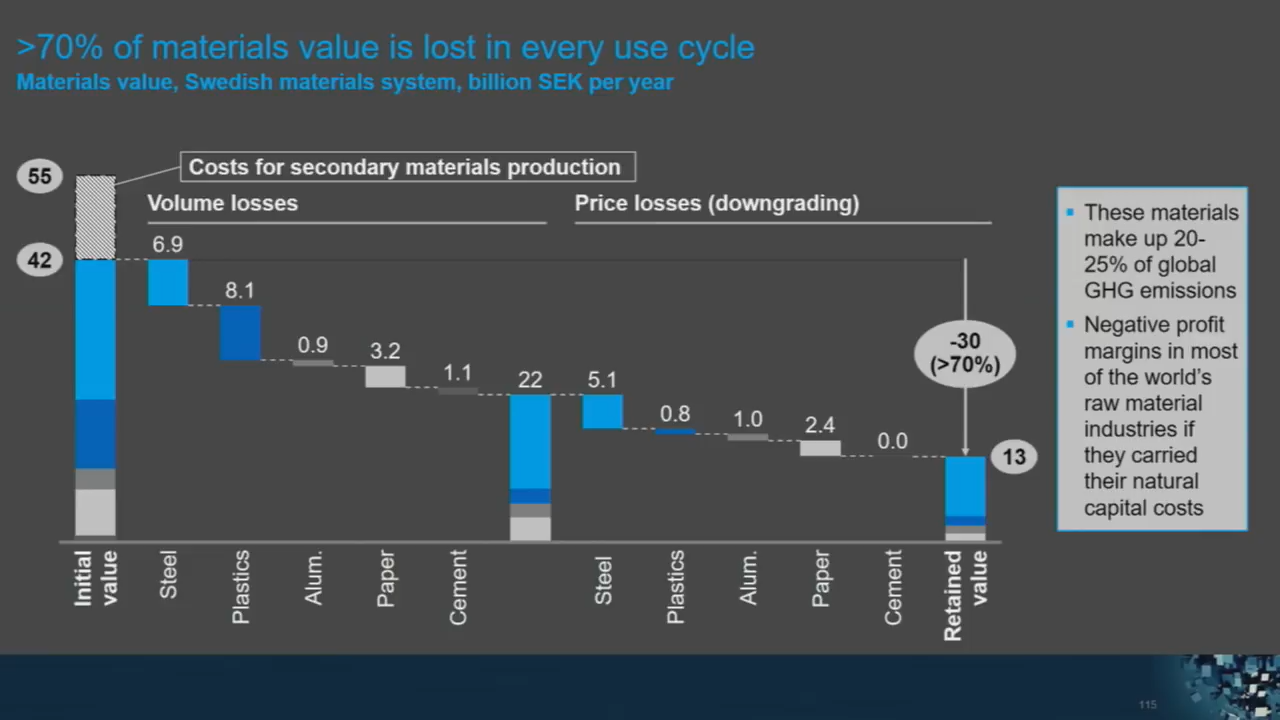 >70% of materials value is lost in every use cycle
Materials value, Swedish materials system, billion SEK per year
55
Costs for secondary materials production
Volume losses
Price losses (downgrading)
42
6.9
8.1
0.9
3.2
1.1
22
5.1
0.8
1.0
2.4
0.0
-30
(>70%)
13
Initial
value
Steel
Plastics
Alum.
Paper
Cement
Steel
Plastics
Alum.
Paper
Cement
Retained
value
▪ These materials
make up 20-
25% of global
GHG emissions
▪ Negative profit
margins in most
of the world's
raw material
industries if
they carried
their natural
capital costs
115